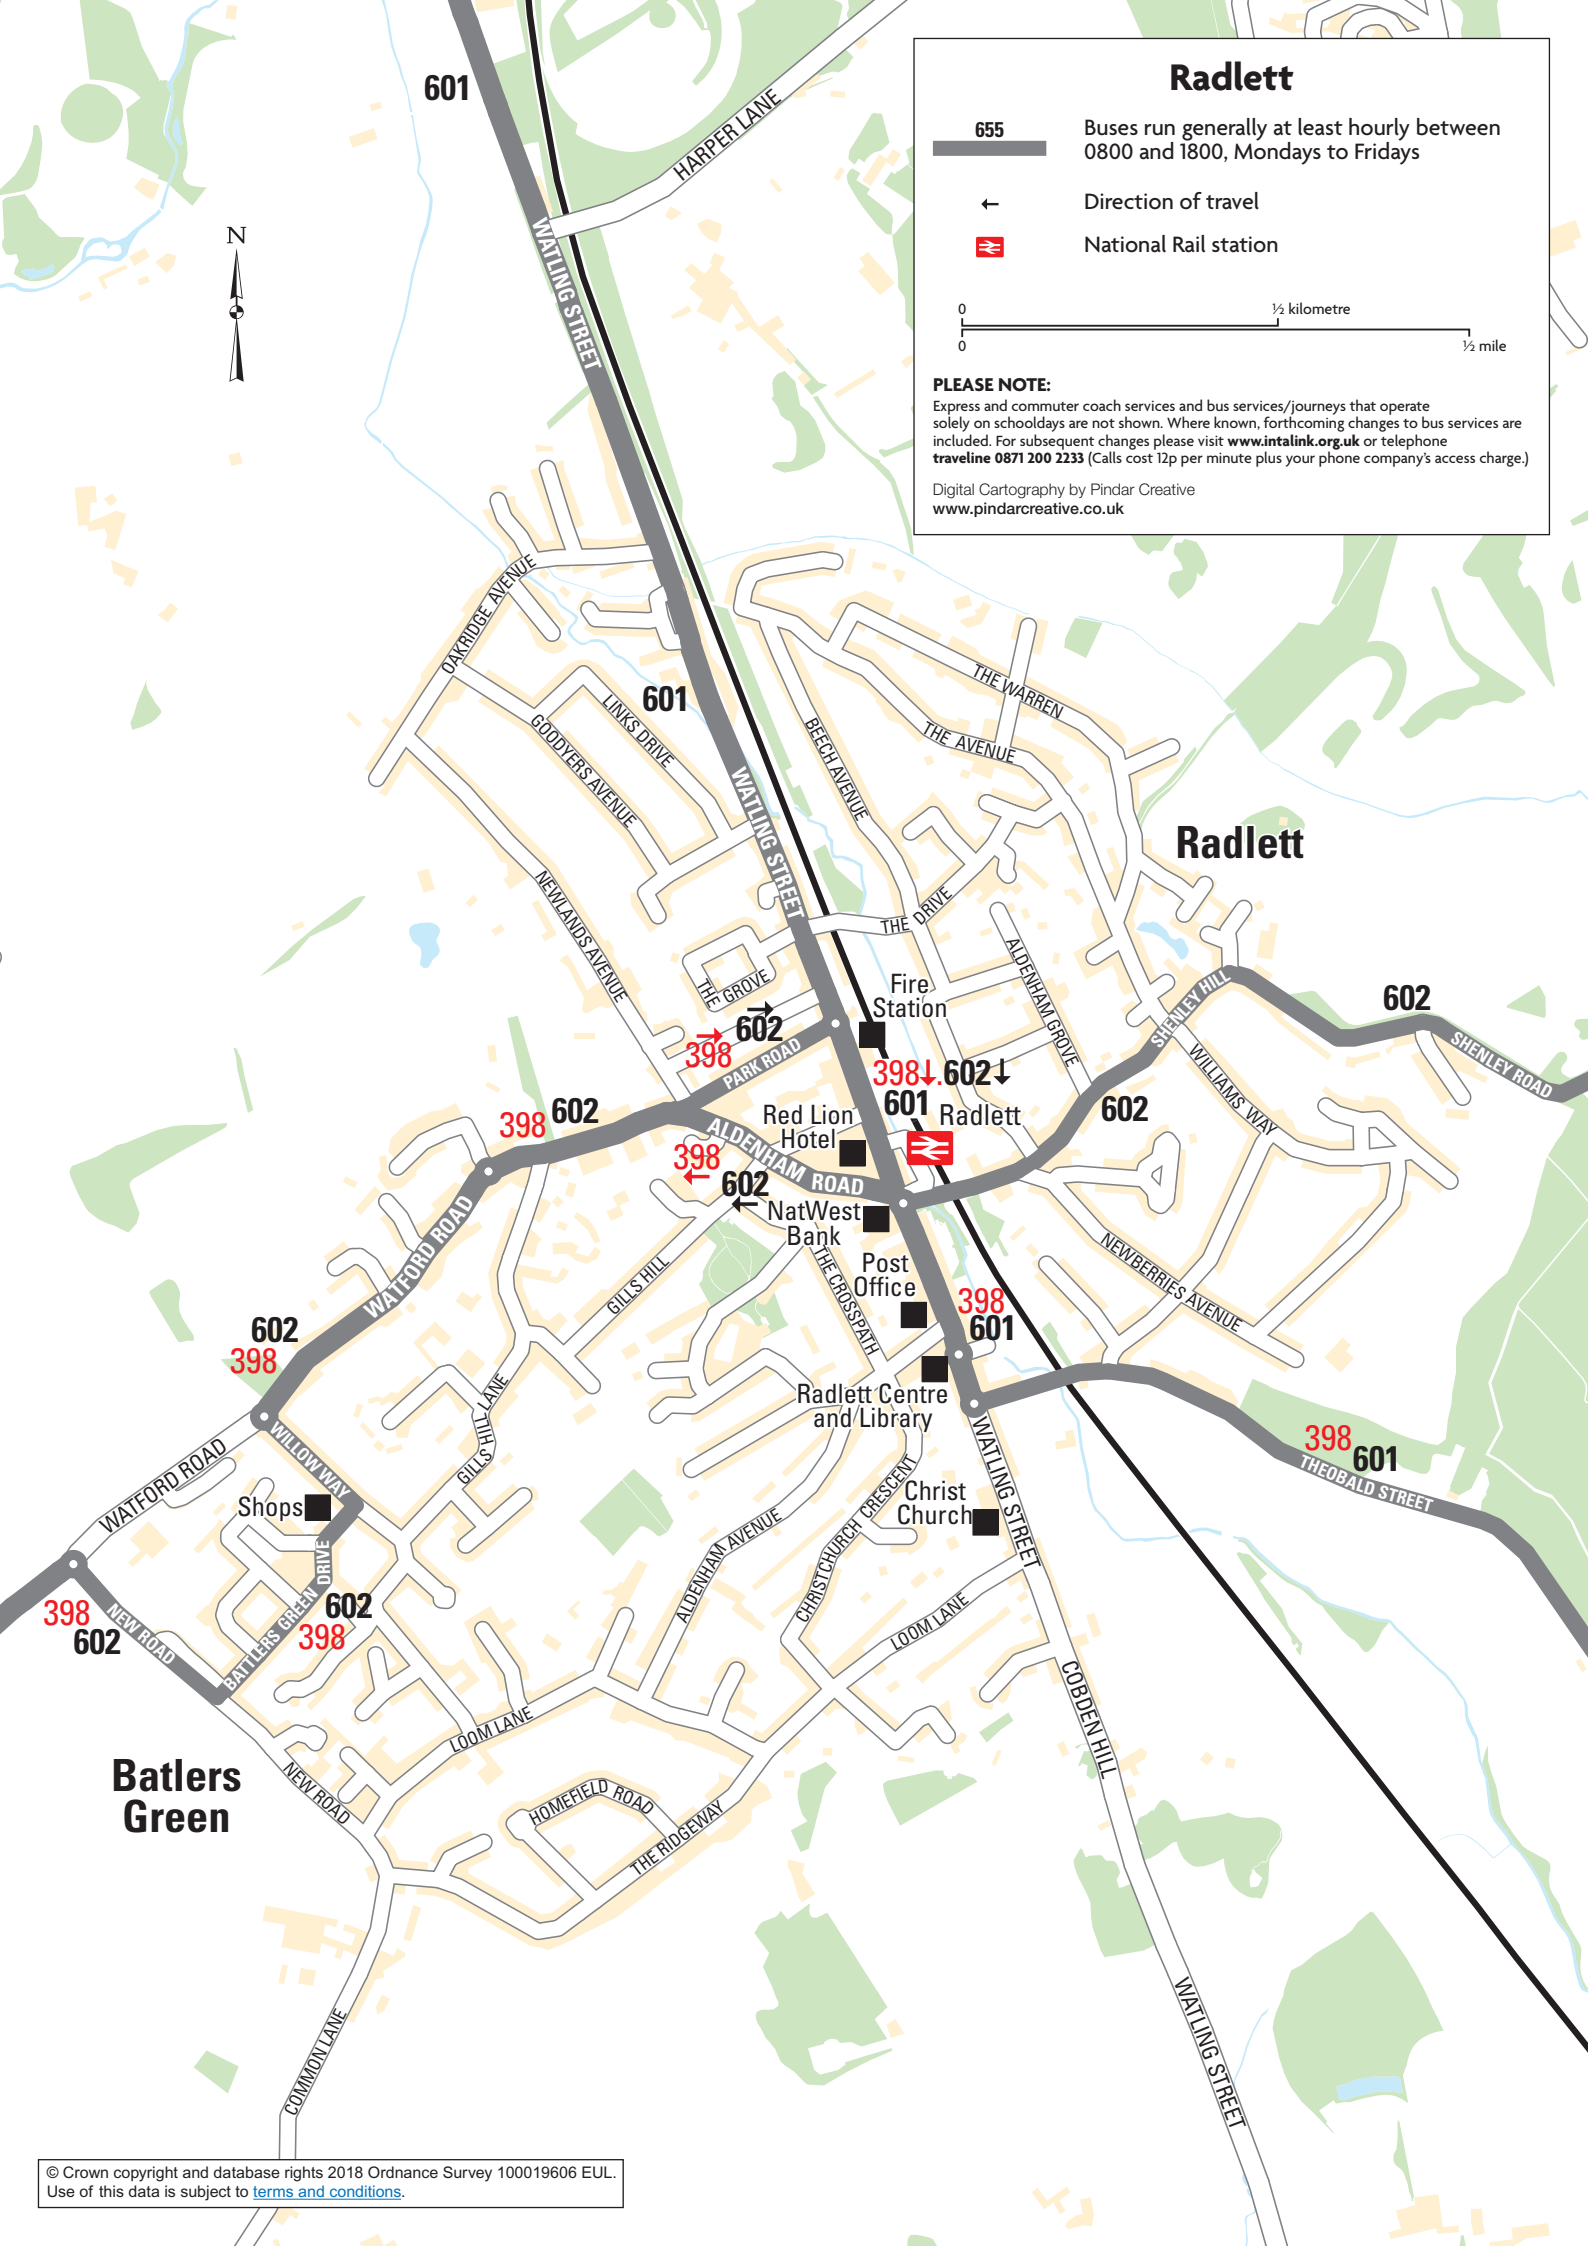 Radlett
655
Buses run generally at least hourly between
0800 and 1800, Mondays to Fridays
Direction of travel
National Rail station
0
½ kilometre
0
½ mile
PLEASE NOTE:
Express and commuter coach services and bus services/journeys that operate
solely on schooldays are not shown. Where known, forthcoming changes to bus services are
included. For subsequent changes please visit www.intalink.org.uk or telephone
traveline 0871 200 2233 (Calls cost 12p per minute plus your phone company's access charge.)
Digital Cartography by Pindar Creative
www.pindarcreative.co.uk
601
HARPER LANE
N
WATLING STREET
OAKRIDGE AVENUE
601
LINKS DRIVE
GOODYERS AVENUE
THE WARREN
THE AVENUE
BEECH AVENUE
WATLING STREET
Radlett
NEWLANDS AVENUE
THE DRIVE
ALDENHAM GROVE
THE GROVE
Fire
Station
SHENLEY HILL
602
SHENLEY ROAD
602
398
PARK ROAD
398 . 602
601
Radlett
WILLIAMS WAY
602
398 602
Red Lion
Hotel
ALDENHAM ROAD
398
602
NatWest
Bank
WATFORD ROAD
GILLS HILL
THE CROSSPATH
Post
Office
NEWBERRIES AVENUE
398
601
602
398
Radlett Centre
and Library
GILLS HILL LANE
WILLOW WAY
WATFORD ROAD
WATLING STREET
398 601
THEOBALD STREET
Shops
Christ
Church
CHRISTCHURCH CRESCENT
ALDENHAM AVENUE
BATTLERS GREEN DRIVE
602
398
398
602
NEW ROAD
LOOM LANE
COBDEN HILL
LOOM LANE
Batlers
Green
NEW ROAD
HOMEFIELD ROAD
THE RIDGEWAY
WATLING STREET
COMMON LANE
© Crown copyright and database rights 2018 Ordnance Survey 100019606 EUL.
Use of this data is subject to terms and conditions.